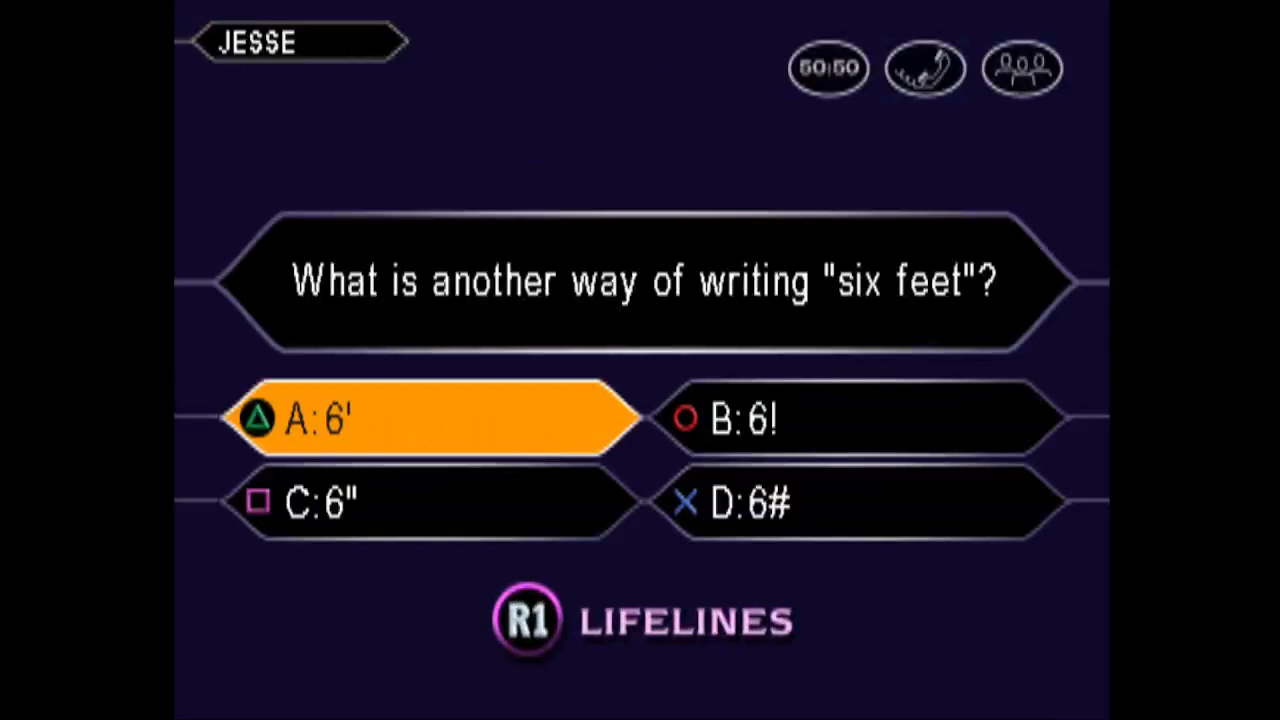 JESSE
50|50
What is another way of writing "six feet"?
A: 6'
B: 6!
C: 6"
D: 6#
R1 LIFELINES